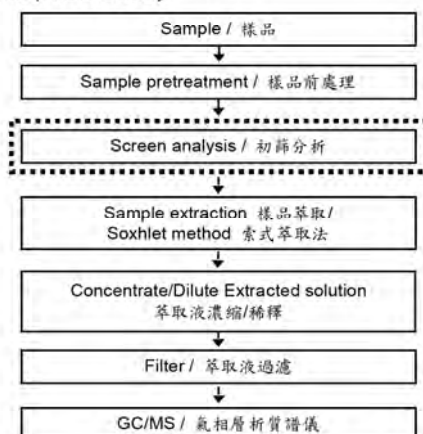 Sample / 樣品
Sample pretreatment / 樣品前處理
Screen analysis / 初篩分析
Sample extraction 樣品萃取/
Soxhlet method 索式萃取法
Concentrate/Dilute Extracted solution
萃取液濃縮/稀釋
Filter / 萃取液過濾
GC/MS / 氣相層析質譜儀